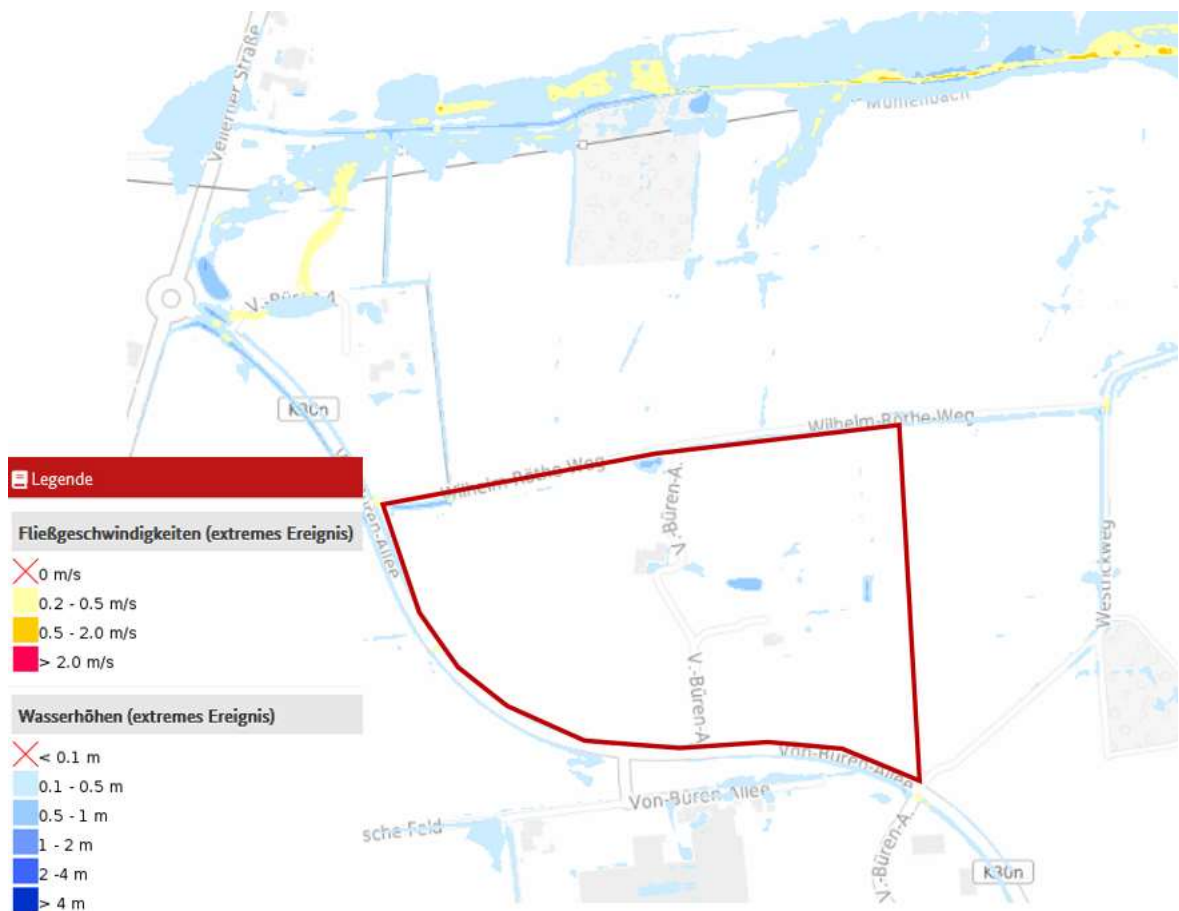 Vellerner Straße
Mühlenbach
V.-Büren-A.
K30n
Wilhelm-Röthe-Weg
Wilhelm-Röthe-Weg
Legende
Fließgeschwindigkeiten (extremes Ereignis)
0 m/s
0.2 - 0.5 m/s
0.5 - 2.0 m/s
> 2.0 m/s
Wasserhöhen (extremes Ereignis)
< 0.1 m
0.1 - 0.5 m
0.5 - 1 m
1 - 2 m
2 -4 m
> 4 m
Büren-Allee
V.-Büren-A.
Westrickweg
V.-Büren-A.
Von-Büren-Allee
Von-Büren Allee
sche Feld
V.-Büren-A.
K30n